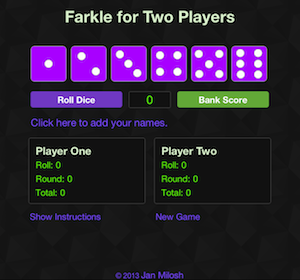 Farkle for Two Players
Roll Dice 0 Bank Score
Click here to add your names.
Player One
Roll: 0
Round: 0
Total: 0
Player Two
Roll: 0
Round: 0
Total: 0
Show Instructions New Game
© 2013 Jan Milosh